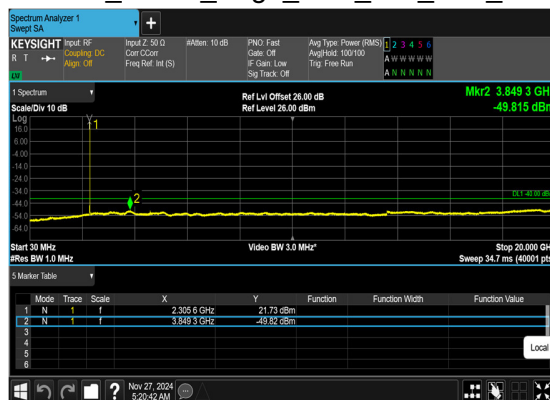 Spectrum Analyzer 1
Swept SA
KEYSIGHT
R T
Input: RF
Coupling: DC
Align: Off
Input Z: 50 Ω
Corr CCorr
Freq Ref: Int (S)
#Atten: 10 dB
PNO: Fast
Gate: Off
IF Gain: Low
Sig Track: Off
Avg Type: Power (RMS)
Avg|Hold: 100/100
Trig: Free Run
1 2 3 4 5 6
A W W W W W
A N N N N N
1 Spectrum
Scale/Div 10 dB
Ref Lvl Offset 26.00 dB
Ref Level 26.00 dBm
Mkr2 3.849 3 GH
-49.815 dBm
Log
16.0
6.00
-4.00
-14.0
-24.0
-34.0
-44.0
-54.0
-64.0
1
2
DL1 -40.00 dB
Start 30 MHz
#Res BW 1.0 MHz
Video BW 3.0 MHz*
Stop 20.000 GH
Sweep 34.7 ms (40001 pts
5 Marker Table
Mode Trace Scale X Y Function Function Width Function Value
1 N 1 f 2.305 6 GHz 21.73 dBm
2 N 1 f 3.849 3 GHz -49.82 dBm
3
4
5
6
Local
Nov 27, 2024
5:20:42 AM